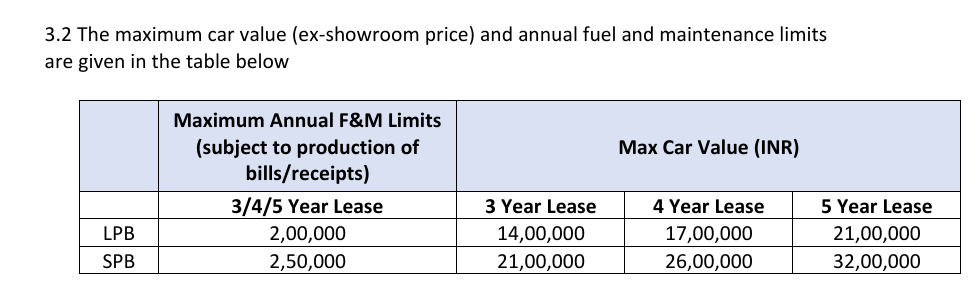 3.2 The maximum car value (ex-showroom price) and annual fuel and maintenance limits
are given in the table below
Maximum Annual F&M Limits
(subject to production of
bills/receipts)
Max Car Value (INR)
3/4/5 Year Lease 3 Year Lease 4 Year Lease 5 Year Lease
LPB 2,00,000 14,00,000 17,00,000 21,00,000
SPB 2,50,000 21,00,000 26,00,000 32,00,000